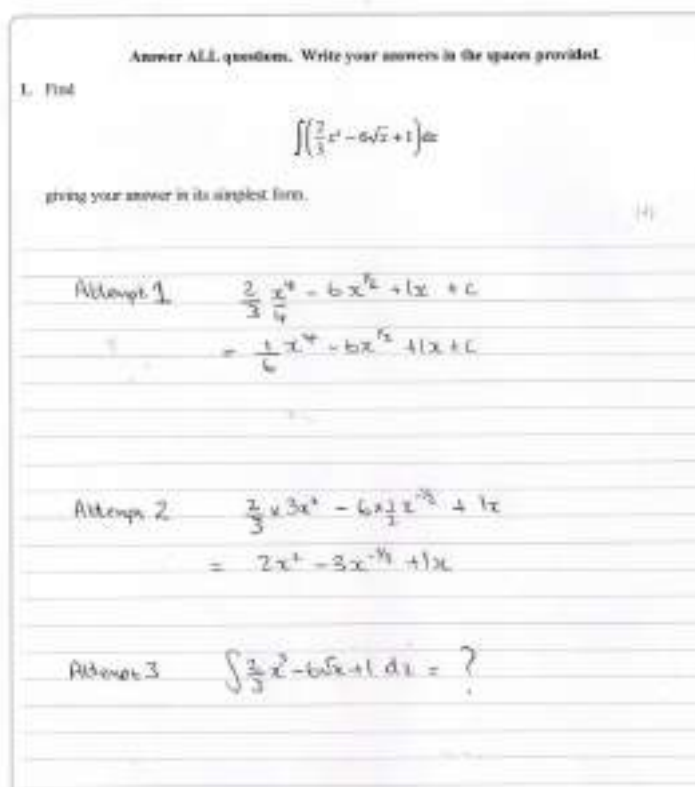 Answer ALL questions. Write your answers in the spaces provided.
1. Find
∫(2/3 x³ − 6√x + 1)dx
giving your answer in its simplest form.
(4)
Attempt 1 2/3 x⁴/4 − 6x^(1/2) + 1x + c
= 1/6 x⁴ − 6x^(1/2) + 1x + c
Attempt 2 2/3 × 3x² − 6 × 1/2 x^(-1/2) + 1x
= 2x² − 3x^(-1/2) + 1x
Attempt 3 ∫ 2/3 x³ − 6√x + 1 dx = ?